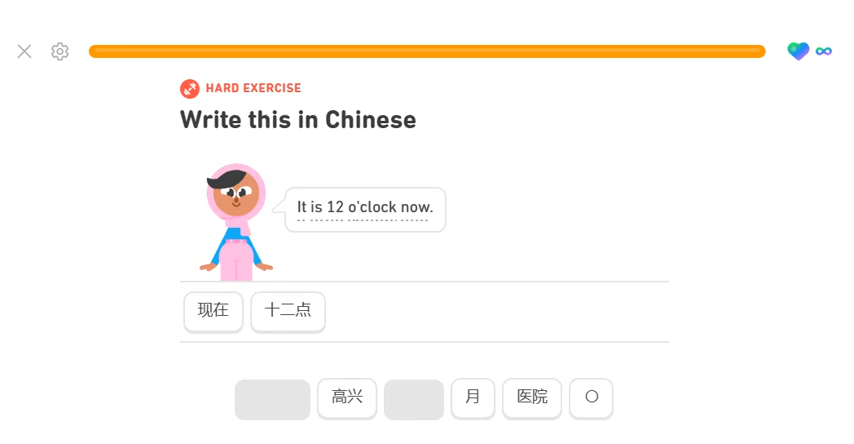 HARD EXERCISE
Write this in Chinese
It is 12 o'clock now.
现在 十二点
高兴 月 医院 〇